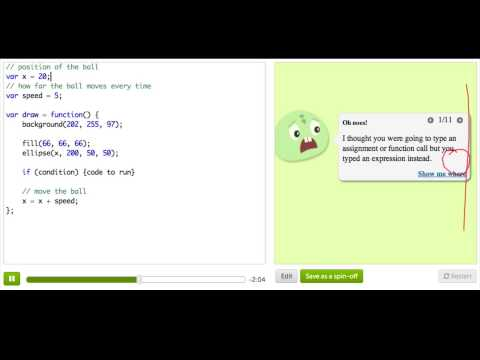 // position of the ball
var x = 20;
// how far the ball moves every time
var speed = 5;
var draw = function() {
background(202, 255, 97);
fill(66, 66, 66);
ellipse(x, 200, 50, 50);
if (condition) {code to run}
// move the ball
x = x + speed;
};
Oh noes!
1/11
I thought you were going to type an
assignment or function call but you
typed an expression instead.
Show me where
-2:04
Edit
Save as a spin-off
Restart